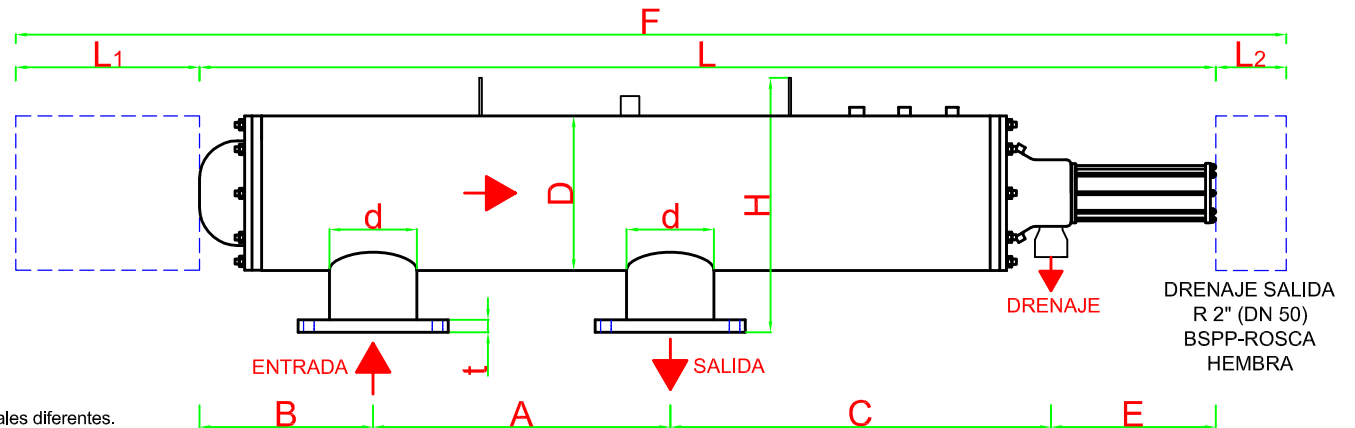 F
L1
L
L2
D
H
d
d
DRENAJE
DRENAJE SALIDA
R 2" (DN 50)
BSPP-ROSCA
HEMBRA
ENTRADA
t
SALIDA
ales diferentes.
B
A
C
E